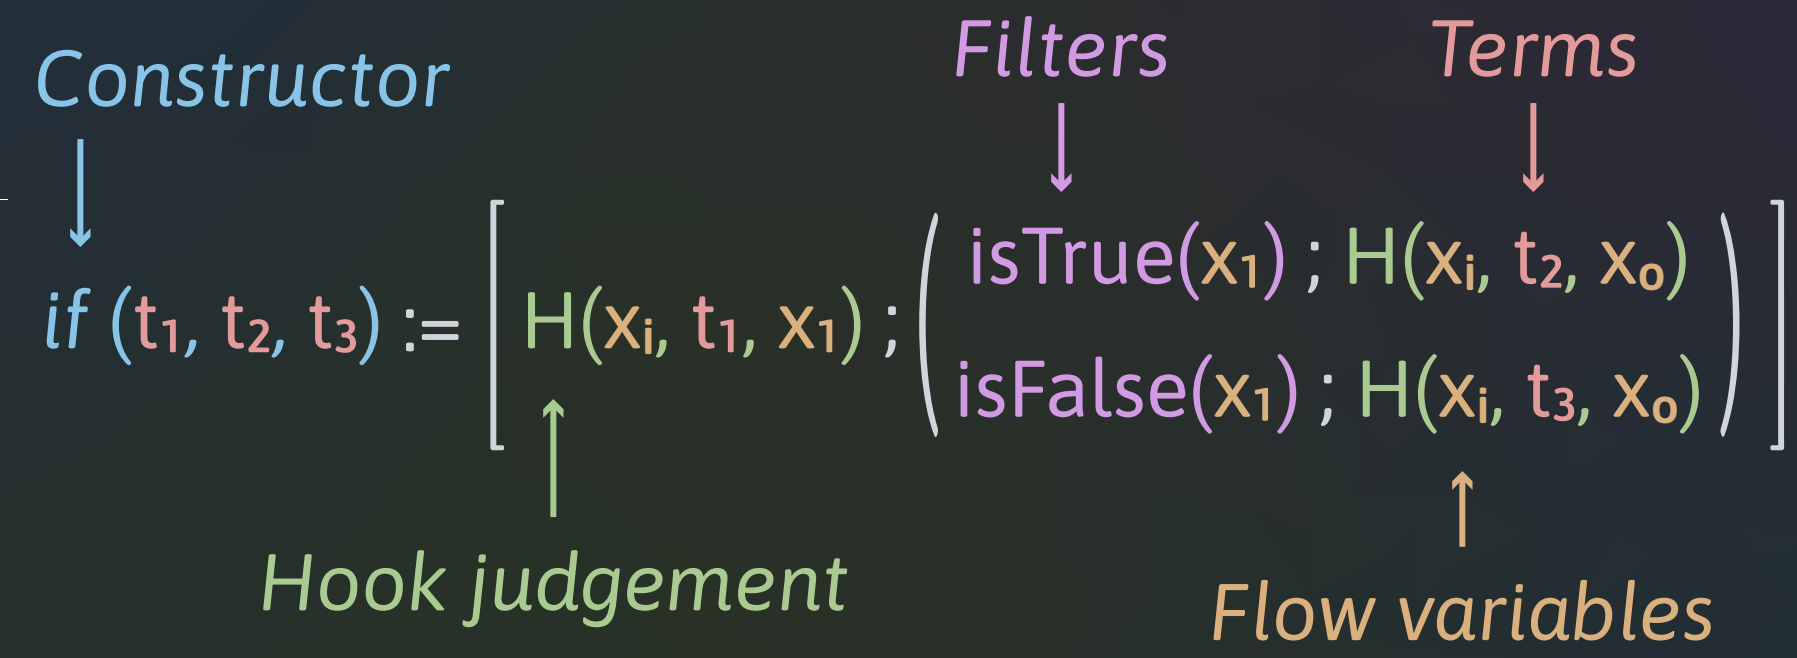 Constructor
Filters
Terms
if (t₁, t₂, t₃) := [ H(xᵢ, t₁, x₁) ; ( isTrue(x₁) ; H(xᵢ, t₂, xₒ)
isFalse(x₁) ; H(xᵢ, t₃, xₒ) ) ]
Hook judgement
Flow variables